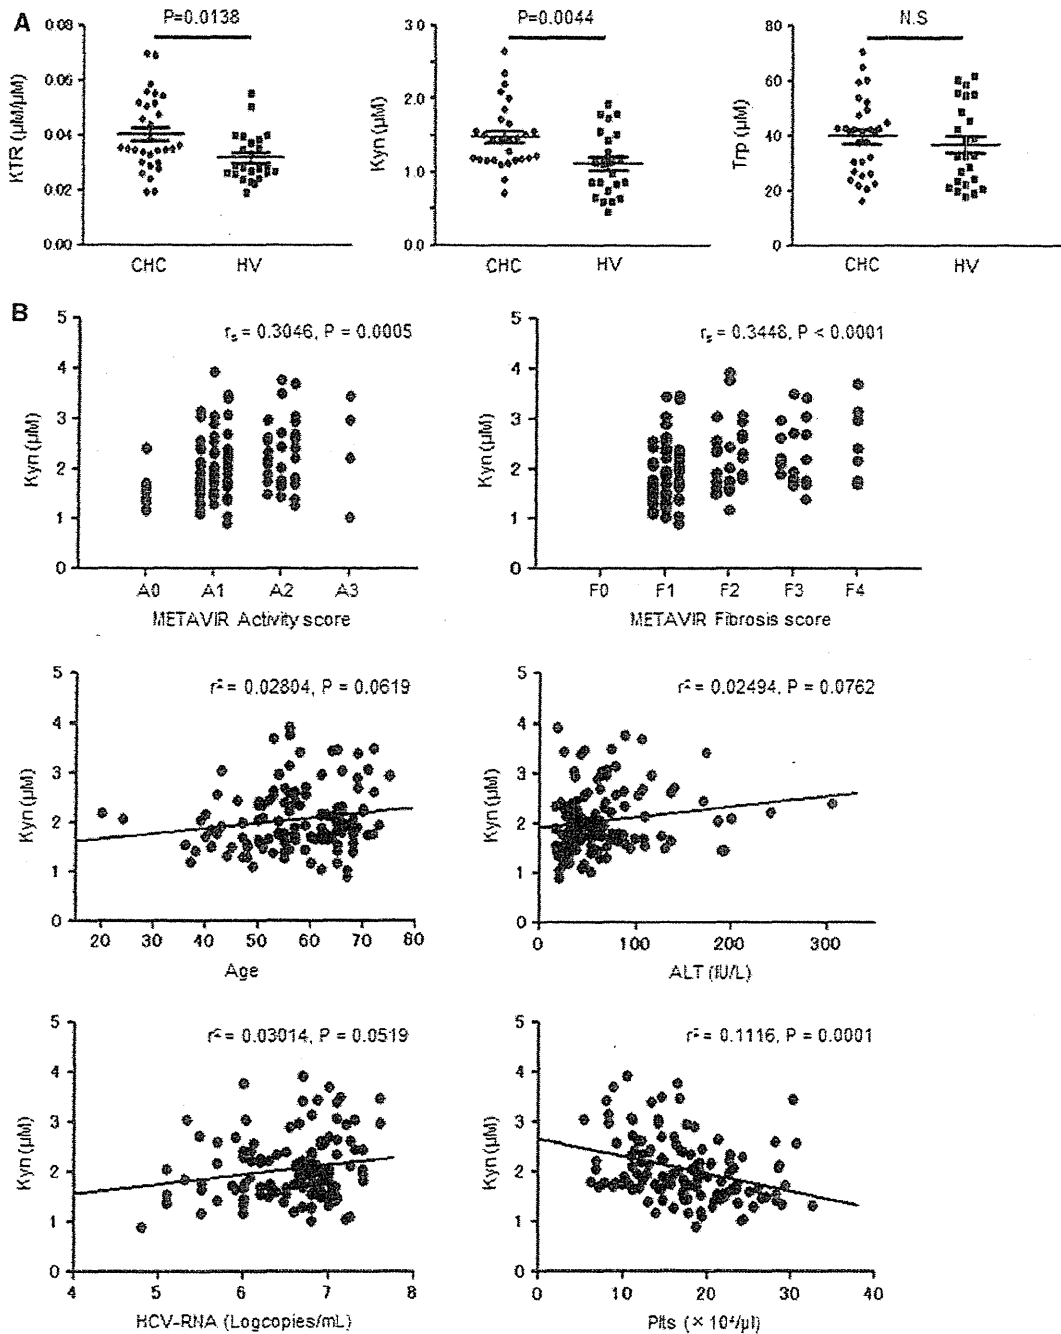 A
P=0.0138
P=0.0044
N.S
KTR (µM/µM)
0.08
0.06
0.04
0.02
0.00
CHC
HV
Kyn (µM)
3.0
2.0
1.0
0.0
CHC
HV
Trp (µM)
80
60
40
20
0
CHC
HV
B
rs = 0.3046, P = 0.0005
Kyn (µM)
5
4
3
2
1
0
A0
A1
A2
A3
METAVIR Activity score
rs = 0.3448, P < 0.0001
Kyn (µM)
5
4
3
2
1
0
F0
F1
F2
F3
F4
METAVIR Fibrosis score
r² = 0.02804, P = 0.0619
Kyn (µM)
5
4
3
2
1
0
20
30
40
50
60
70
80
Age
r² = 0.02494, P = 0.0762
Kyn (µM)
5
4
3
2
1
0
0
100
200
300
ALT (IU/L)
r² = 0.03014, P = 0.0519
Kyn (µM)
5
4
3
2
1
0
4
5
6
7
8
HCV-RNA (Logcopies/mL)
r² = 0.1116, P = 0.0001
Kyn (µM)
5
4
3
2
1
0
0
10
20
30
40
Plts (×10⁴/µl)